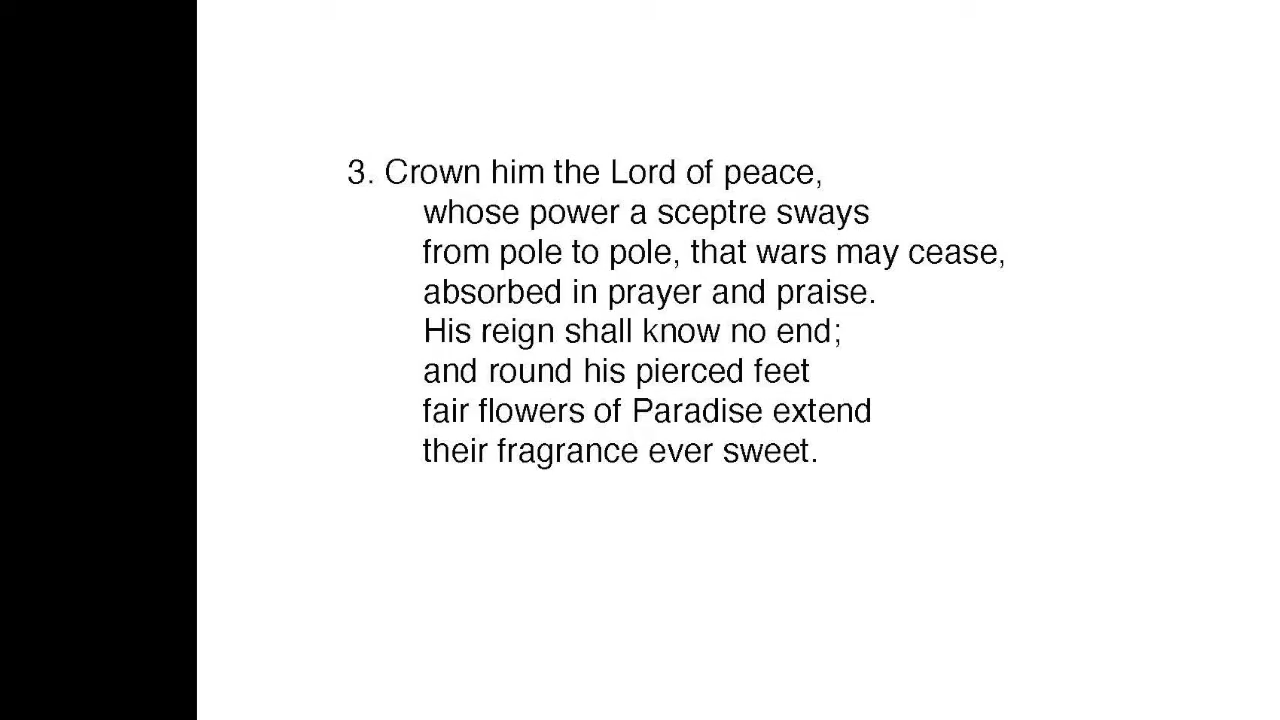 3. Crown him the Lord of peace,
whose power a sceptre sways
from pole to pole, that wars may cease,
absorbed in prayer and praise.
His reign shall know no end;
and round his pierced feet
fair flowers of Paradise extend
their fragrance ever sweet.